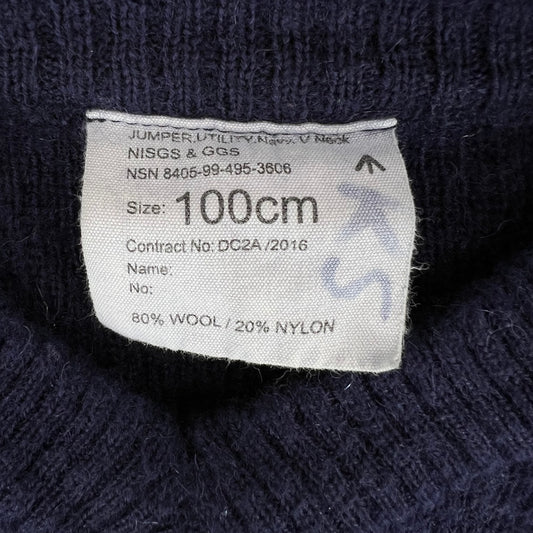 JUMPER, UTILITY, Navy, V Neck
NISGS & GGS
NSN 8405-99-495-3606
Size: 100cm
Contract No: DC2A /2016
Name:
No:
80% WOOL / 20% NYLON
KS